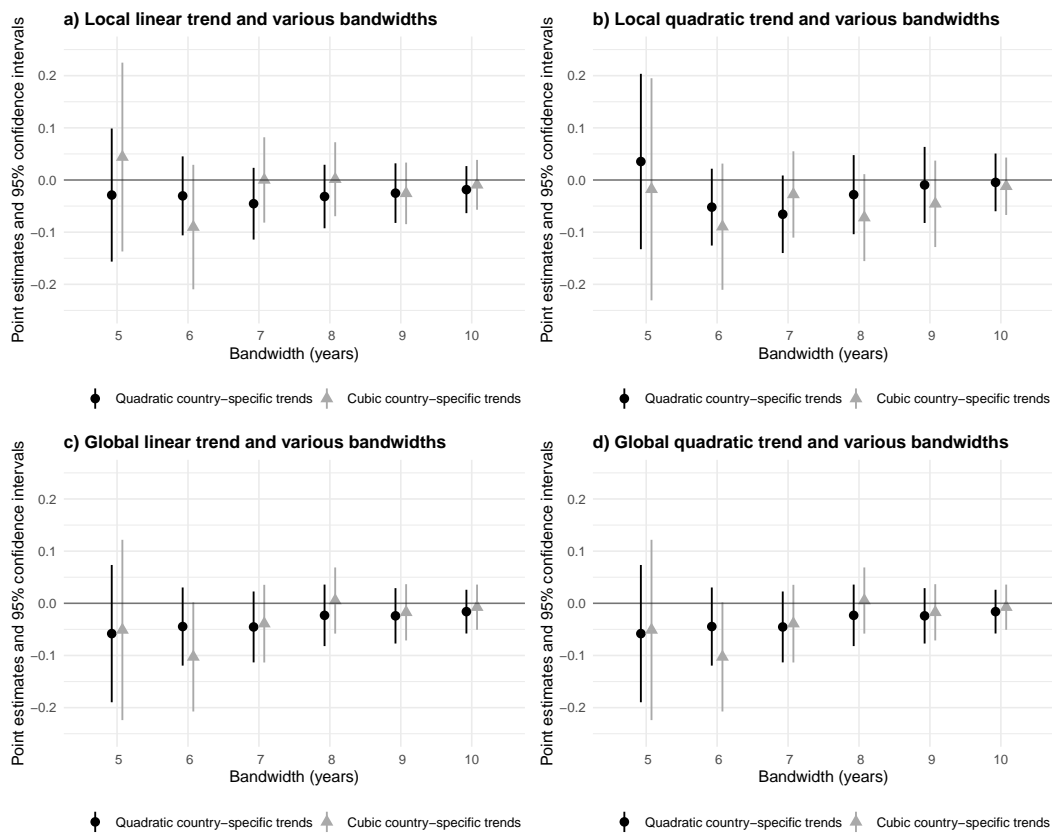 a) Local linear trend and various bandwidths
Point estimates and 95% confidence intervals
0.2
0.1
0.0
−0.1
−0.2
5 6 7 8 9 10
Bandwidth (years)
Quadratic country−specific trends Cubic country−specific trends
b) Local quadratic trend and various bandwidths
Point estimates and 95% confidence intervals
0.2
0.1
0.0
−0.1
−0.2
5 6 7 8 9 10
Bandwidth (years)
Quadratic country−specific trends Cubic country−specific trends
c) Global linear trend and various bandwidths
Point estimates and 95% confidence intervals
0.2
0.1
0.0
−0.1
−0.2
5 6 7 8 9 10
Bandwidth (years)
Quadratic country−specific trends Cubic country−specific trends
d) Global quadratic trend and various bandwidths
Point estimates and 95% confidence intervals
0.2
0.1
0.0
−0.1
−0.2
5 6 7 8 9 10
Bandwidth (years)
Quadratic country−specific trends Cubic country−specific trends